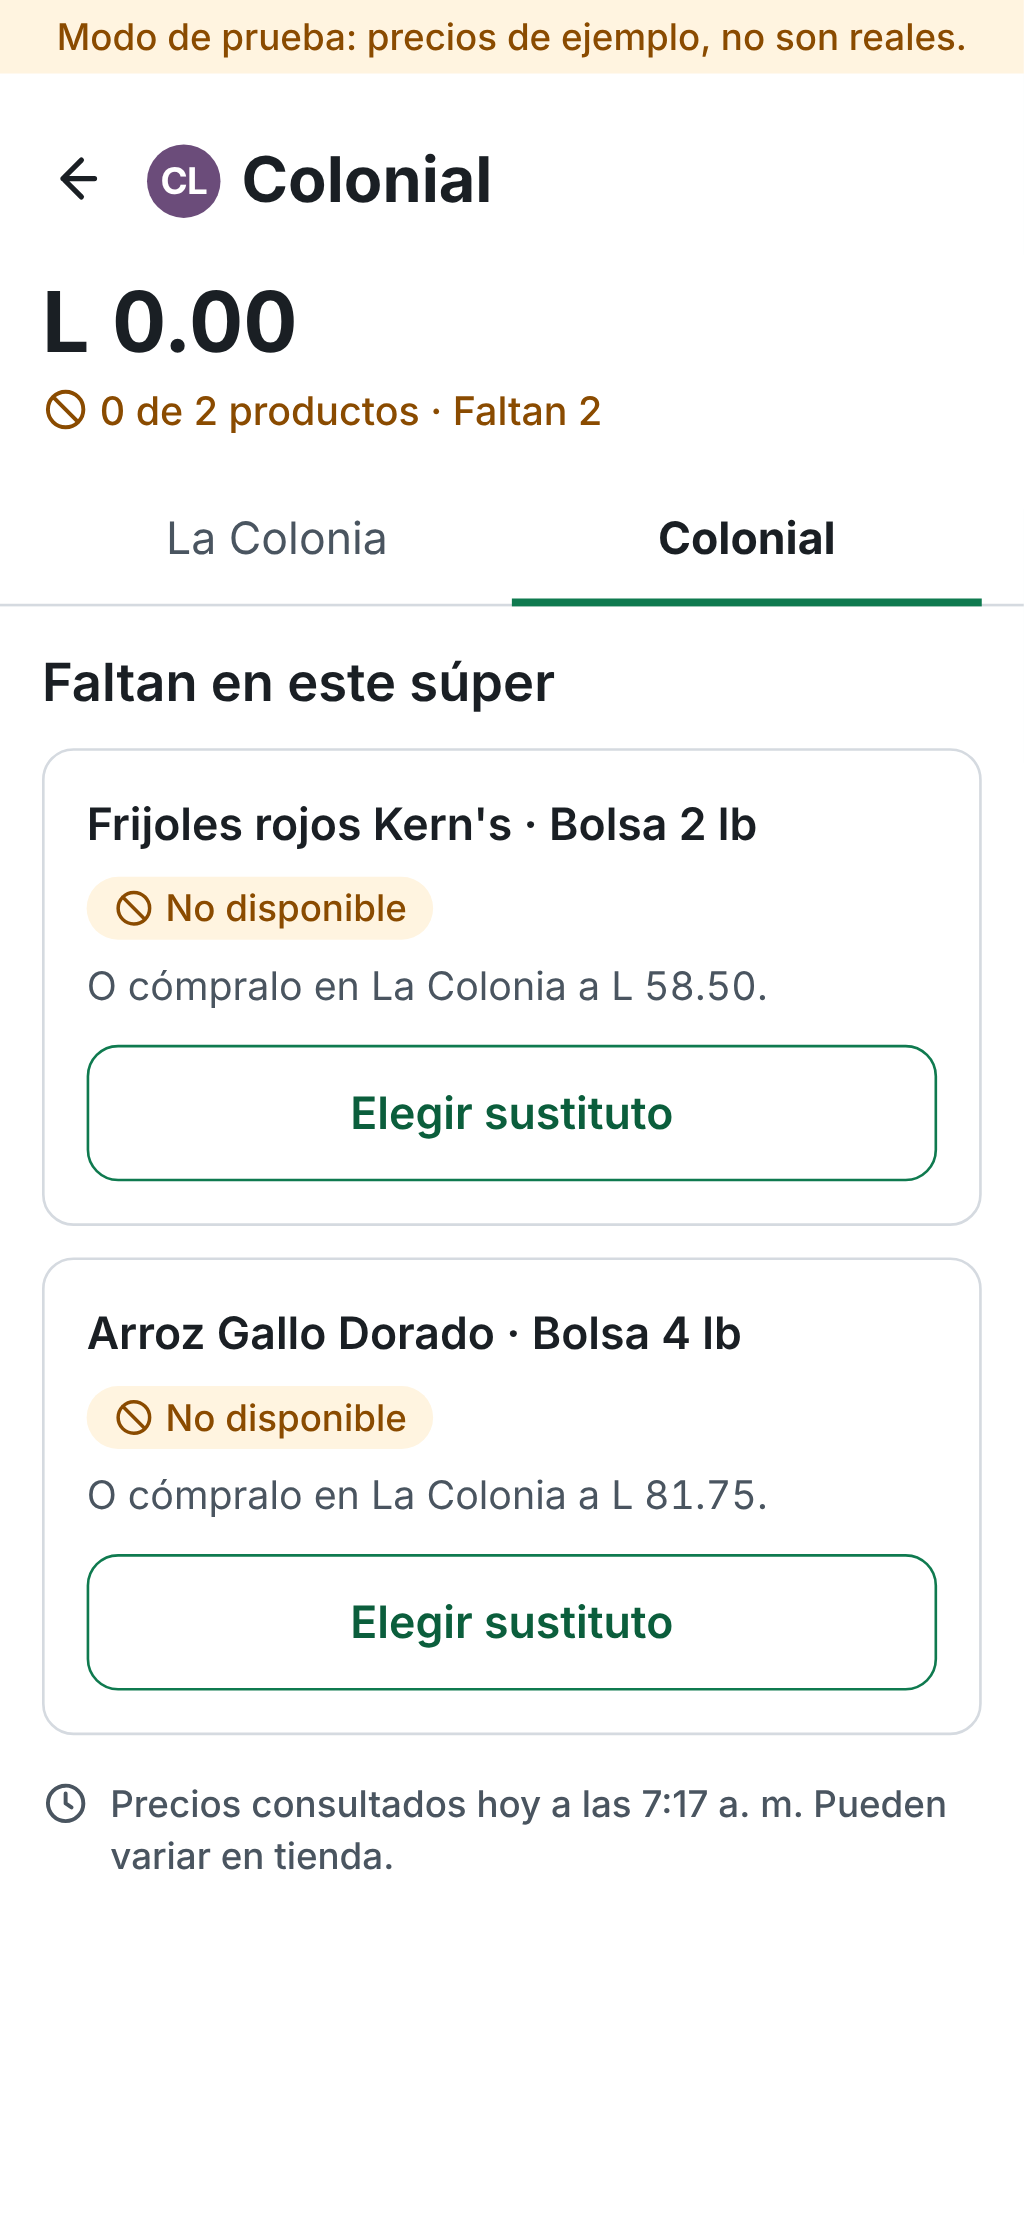 Modo de prueba: precios de ejemplo, no son reales.
CL Colonial
L 0.00
0 de 2 productos · Faltan 2
La Colonia Colonial
Faltan en este súper
Frijoles rojos Kern's · Bolsa 2 lb
No disponible
O cómpralo en La Colonia a L 58.50.
Elegir sustituto
Arroz Gallo Dorado · Bolsa 4 lb
No disponible
O cómpralo en La Colonia a L 81.75.
Elegir sustituto
Precios consultados hoy a las 7:17 a. m. Pueden
variar en tienda.